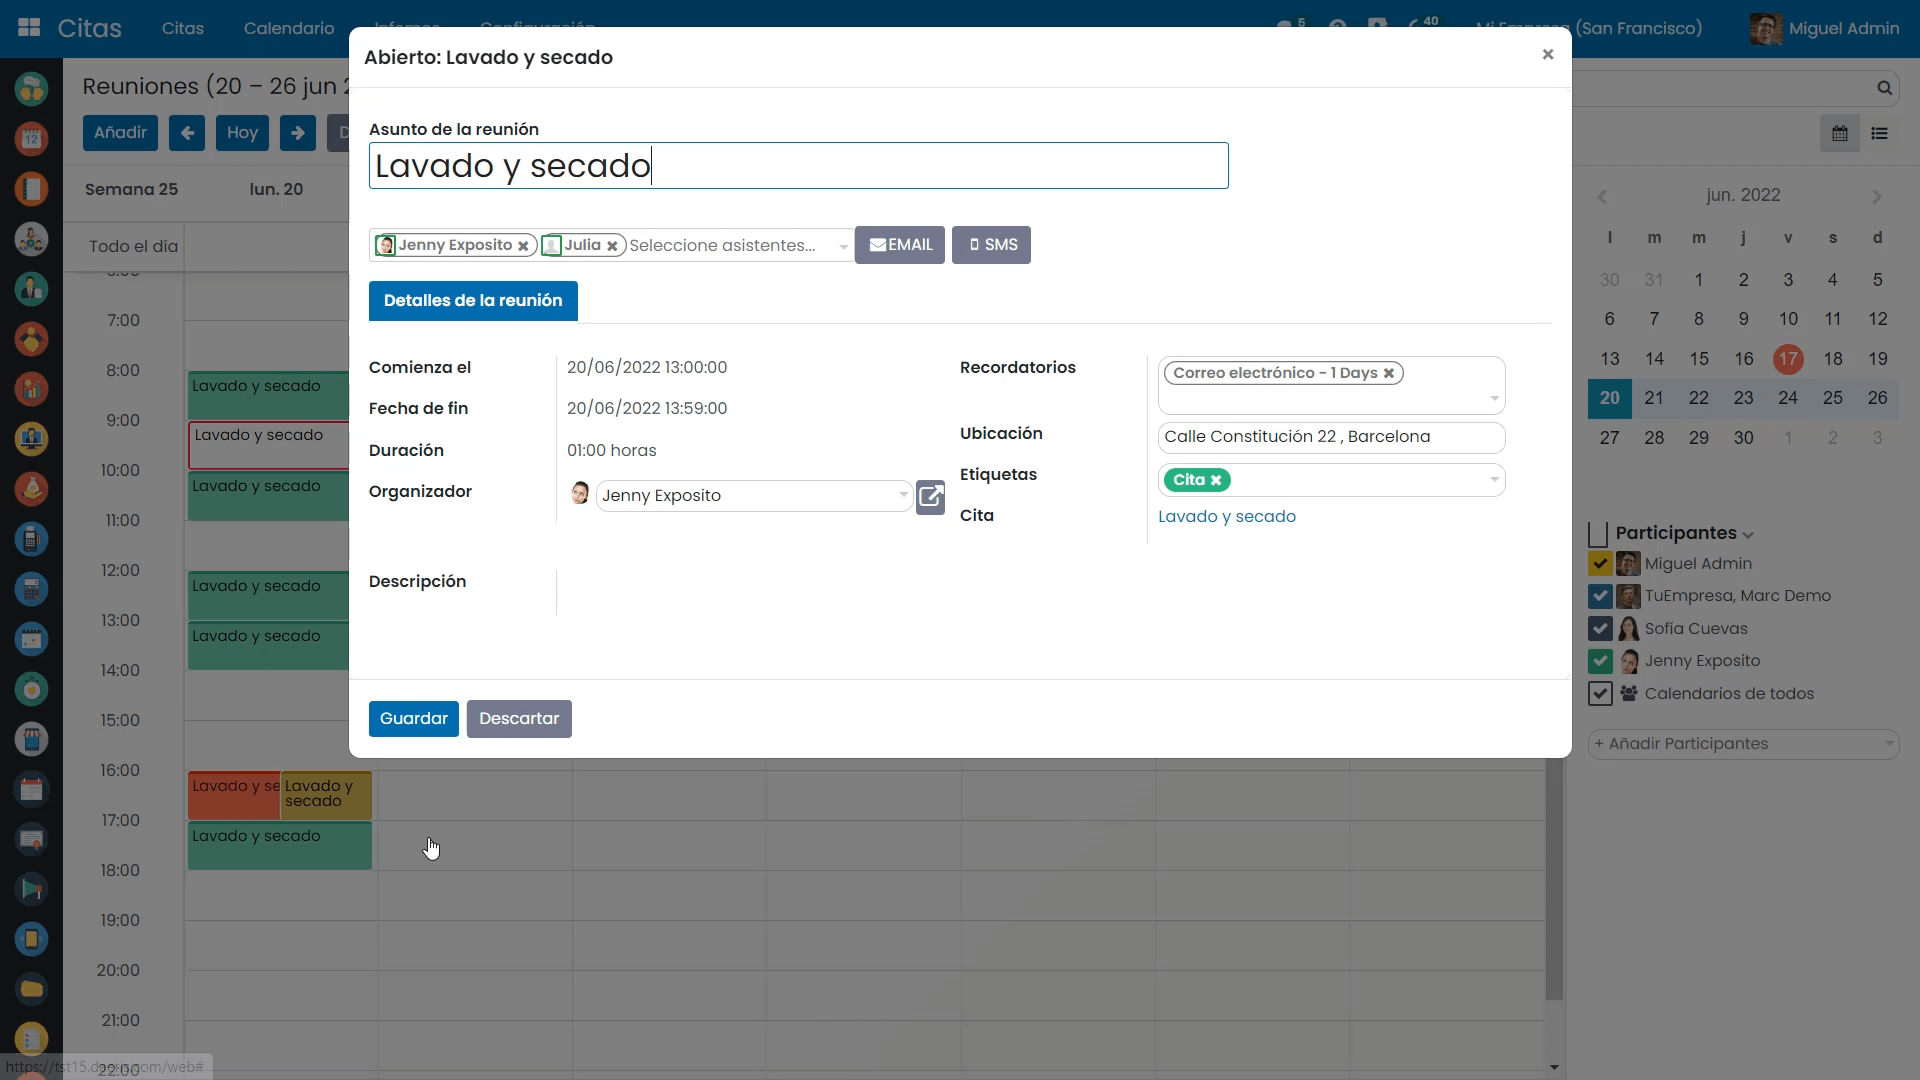 Citas
Citas
Calendario
5
40
(San Francisco)
Miguel Admin
Reuniones (20 – 26 jun 2
Añadir
Hoy
Semana 25
lun. 20
Todo el día
7:00
8:00
9:00
10:00
11:00
12:00
13:00
14:00
15:00
16:00
17:00
18:00
19:00
20:00
21:00
22:00
Lavado y secado
Lavado y secado
Lavado y secado
Lavado y secado
Lavado y secado
Lavado y se
Lavado y
secado
Lavado y secado
Abierto: Lavado y secado
×
Asunto de la reunión
Lavado y secado
Jenny Exposito
Julia
Seleccione asistentes...
EMAIL
SMS
Detalles de la reunión
Comienza el
20/06/2022 13:00:00
Fecha de fin
20/06/2022 13:59:00
Duración
01:00 horas
Organizador
Jenny Exposito
Recordatorios
Correo electrónico - 1 Days
Ubicación
Calle Constitución 22 , Barcelona
Etiquetas
Cita
Cita
Lavado y secado
Descripción
Guardar
Descartar
jun. 2022
l m m j v s d
30 31 1 2 3 4 5
6 7 8 9 10 11 12
13 14 15 16 17 18 19
20 21 22 23 24 25 26
27 28 29 30 1 2 3
Participantes
Miguel Admin
TuEmpresa, Marc Demo
Sofía Cuevas
Jenny Exposito
Calendarios de todos
+ Añadir Participantes